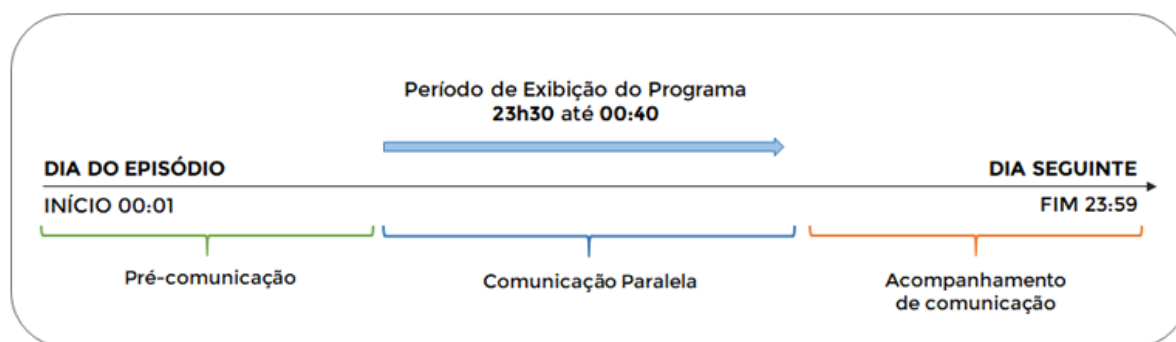 Período de Exibição do Programa
23h30 até 00:40
DIA DO EPISÓDIO
DIA SEGUINTE
INÍCIO 00:01
FIM 23:59
Pré-comunicação
Comunicação Paralela
Acompanhamento
de comunicação